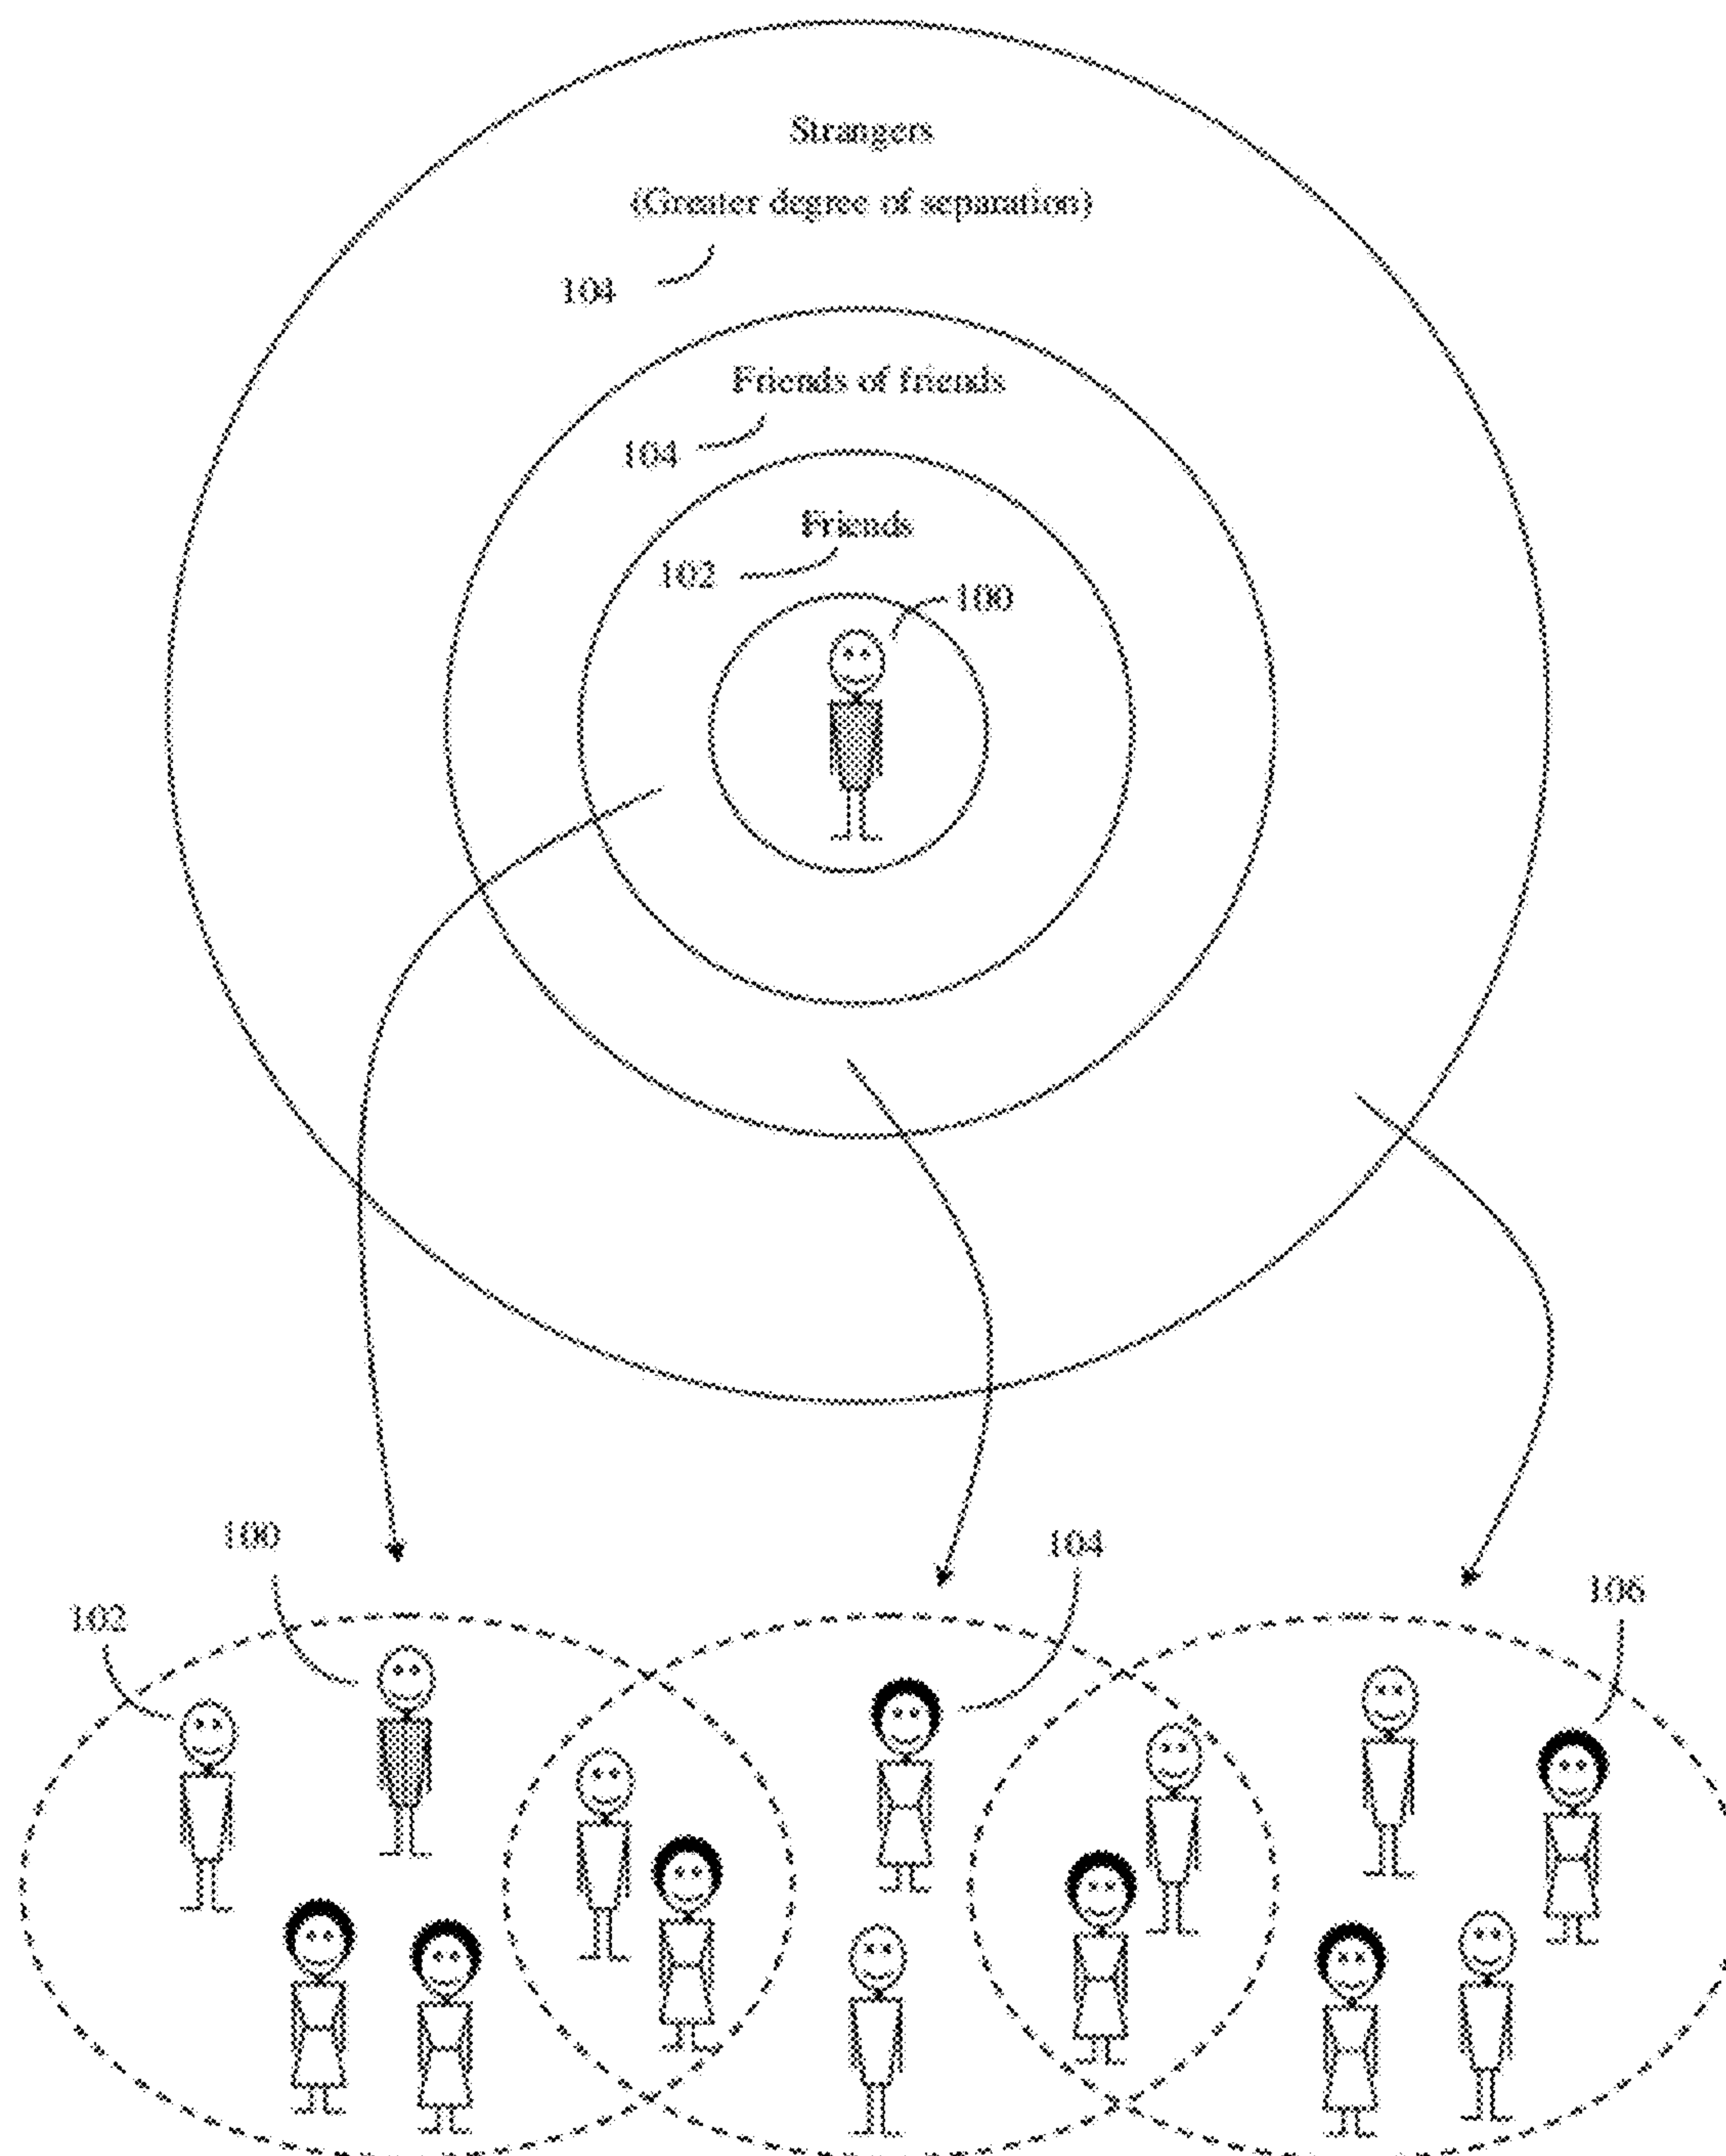 Strangers
(Greater degree of separation)
104
Friends of friends
104
Friends
102
100
100
104
106
102